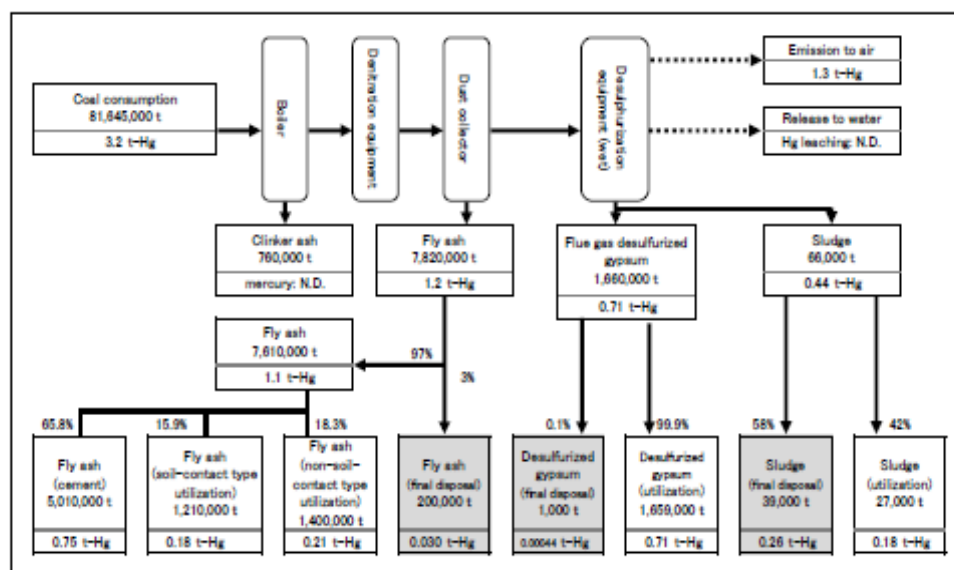 Coal consumption
81,645,000 t
3.2 t-Hg
Boiler
Denitration equipment
Dust collector
Desulphurization
equipment (wet)
Emission to air
1.3 t-Hg
Release to water
Hg leaching: N.D.
Clinker ash
760,000 t
mercury: N.D.
Fly ash
7,820,000 t
1.2 t-Hg
Flue gas desulfurized
gypsum
1,660,000 t
0.71 t-Hg
Sludge
66,000 t
0.44 t-Hg
Fly ash
7,610,000 t
1.1 t-Hg
97%
3%
65.8%
15.9%
18.3%
0.1%
99.9%
58%
42%
Fly ash
(cement)
5,010,000 t
0.75 t-Hg
Fly ash
(soil-contact type
utilization)
1,210,000 t
0.18 t-Hg
Fly ash
(non-soil-
contact type
utilization)
1,400,000 t
0.21 t-Hg
Fly ash
(final disposal)
200,000 t
0.030 t-Hg
Desulfurized
gypsum
(final disposal)
1,000 t
0.00044 t-Hg
Desulfurized
gypsum
(utilization)
1,659,000 t
0.71 t-Hg
Sludge
(final disposal)
39,000 t
0.26 t-Hg
Sludge
(utilization)
27,000 t
0.18 t-Hg